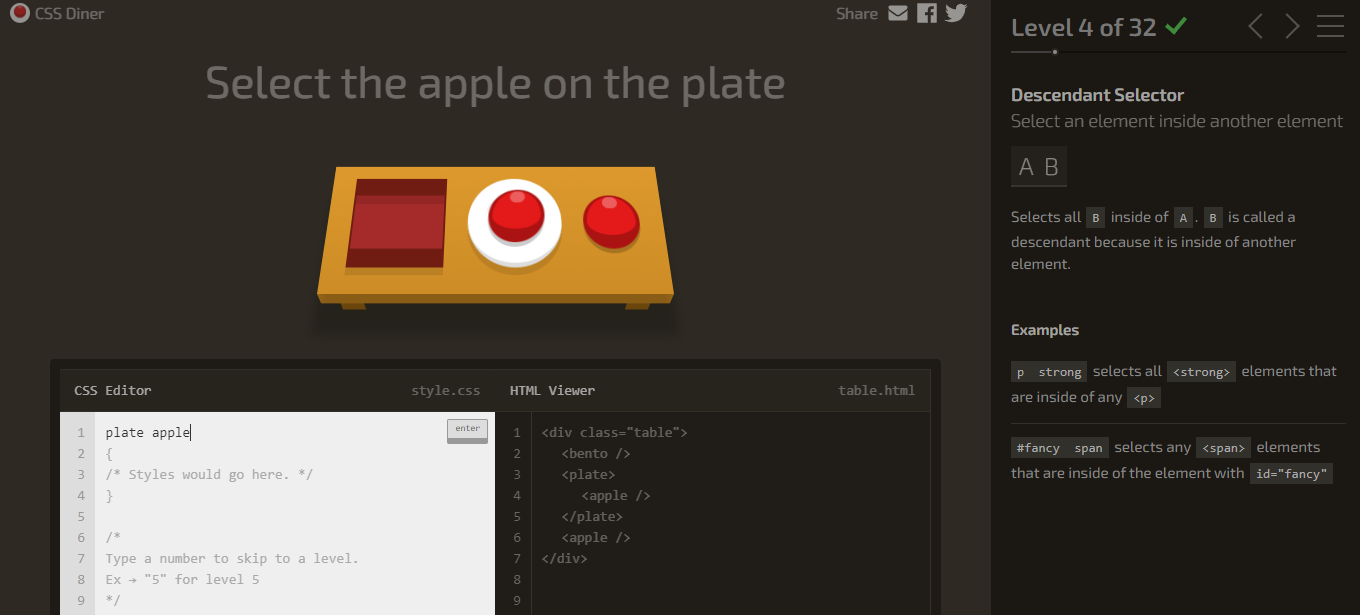 CSS Diner
Share
Select the apple on the plate
CSS Editor style.css
enter
1 plate apple
2 {
3 /* Styles would go here. */
4 }
5
6 /*
7 Type a number to skip to a level.
8 Ex → "5" for level 5
9 */
HTML Viewer table.html
1 <div class="table">
2 <bento />
3 <plate>
4 <apple />
5 </plate>
6 <apple />
7 </div>
8
9
Level 4 of 32
Descendant Selector
Select an element inside another element
A B
Selects all B inside of A . B is called a
descendant because it is inside of another
element.
Examples
p strong selects all <strong> elements that
are inside of any <p>
#fancy span selects any <span> elements
that are inside of the element with id="fancy"